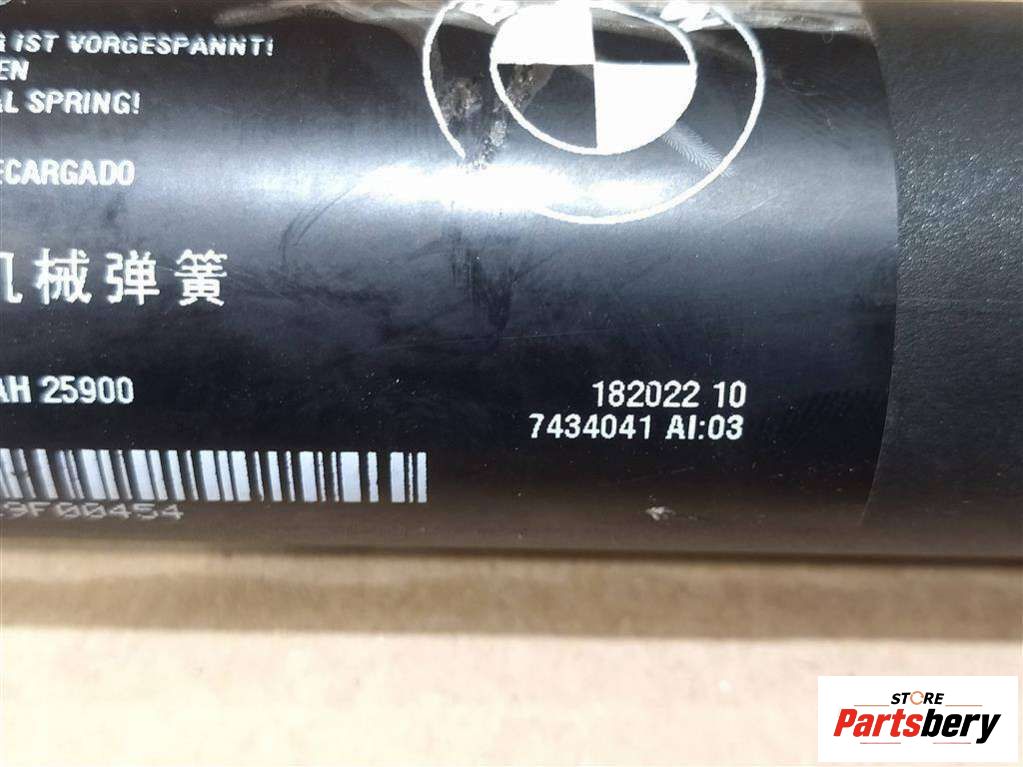 IST VORGESPANNT!
EN
AL SPRING!
ECARGADO
机械弹簧
AH 25900
182022 10
7434041 AI:03
9F00454
STORE
Partsbery